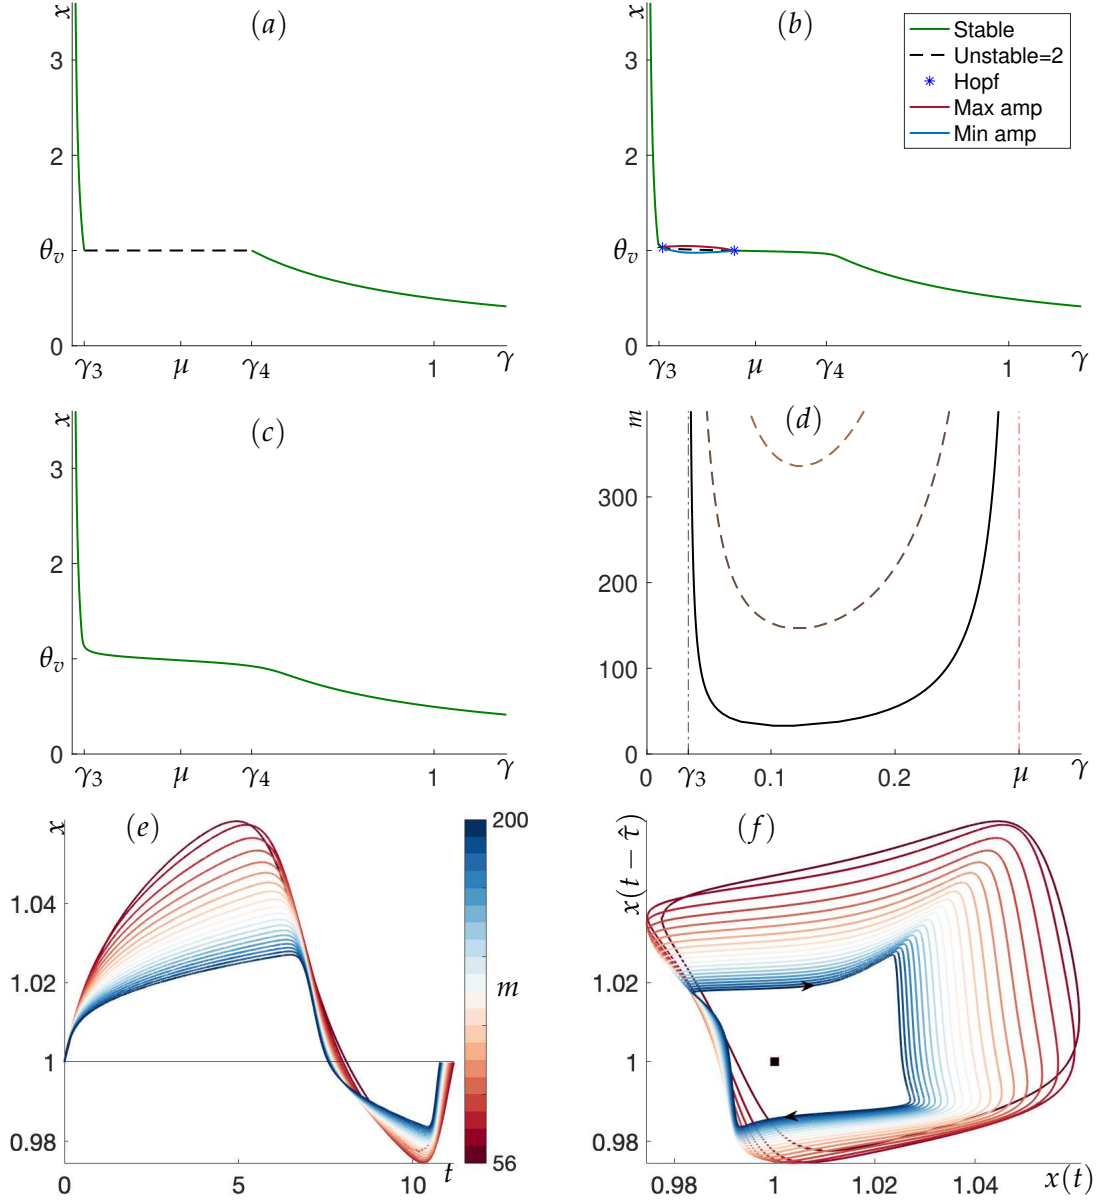 x
(a)
3
2
θv
1
0
γ3
μ
γ4
1
γ
x
(b)
Stable
Unstable=2
Hopf
Max amp
Min amp
3
2
θv
0
γ3
μ
γ4
1
γ
x
(c)
3
2
θv
0
γ3
μ
γ4
1
γ
m
(d)
300
200
100
0
0
γ3
0.1
0.2
μ
γ
x
(e)
200
m
56
1.04
1.02
1
0.98
0
5
10
t
x(t − τ̂)
(f)
1.02
1
0.98
0.98
1
1.02
1.04
x(t)